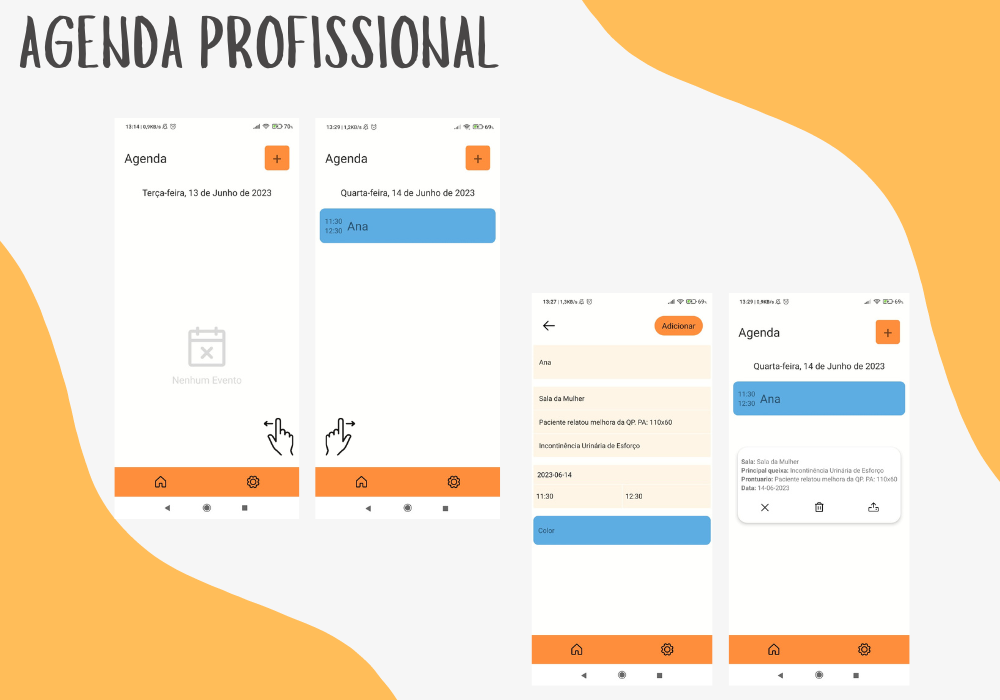 AGENDA PROFISSIONAL
13:14 | 0,9KB/s
70%
Agenda
+
Terça-feira, 13 de Junho de 2023
Nenhum Evento
13:29 | 1,2KB/s
69%
Agenda
+
Quarta-feira, 14 de Junho de 2023
11:30
12:30
Ana
13:27 | 1,3KB/s
69%
Adicionar
Ana
Sala da Mulher
Paciente relatou melhora da QP. PA: 110x60
Incontinência Urinária de Esforço
2023-06-14
11:30
12:30
Color
13:29 | 0,9KB/s
69%
Agenda
+
Quarta-feira, 14 de Junho de 2023
11:30
12:30
Ana
Sala: Sala da Mulher
Principal queixa: Incontinência Urinária de Esforço
Prontuario: Paciente relatou melhora da QP. PA: 110x60
Data: 14-06-2023